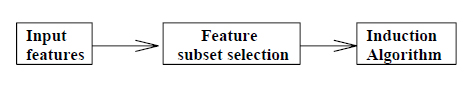 Input
features
Feature
subset selection
Induction
Algorithm